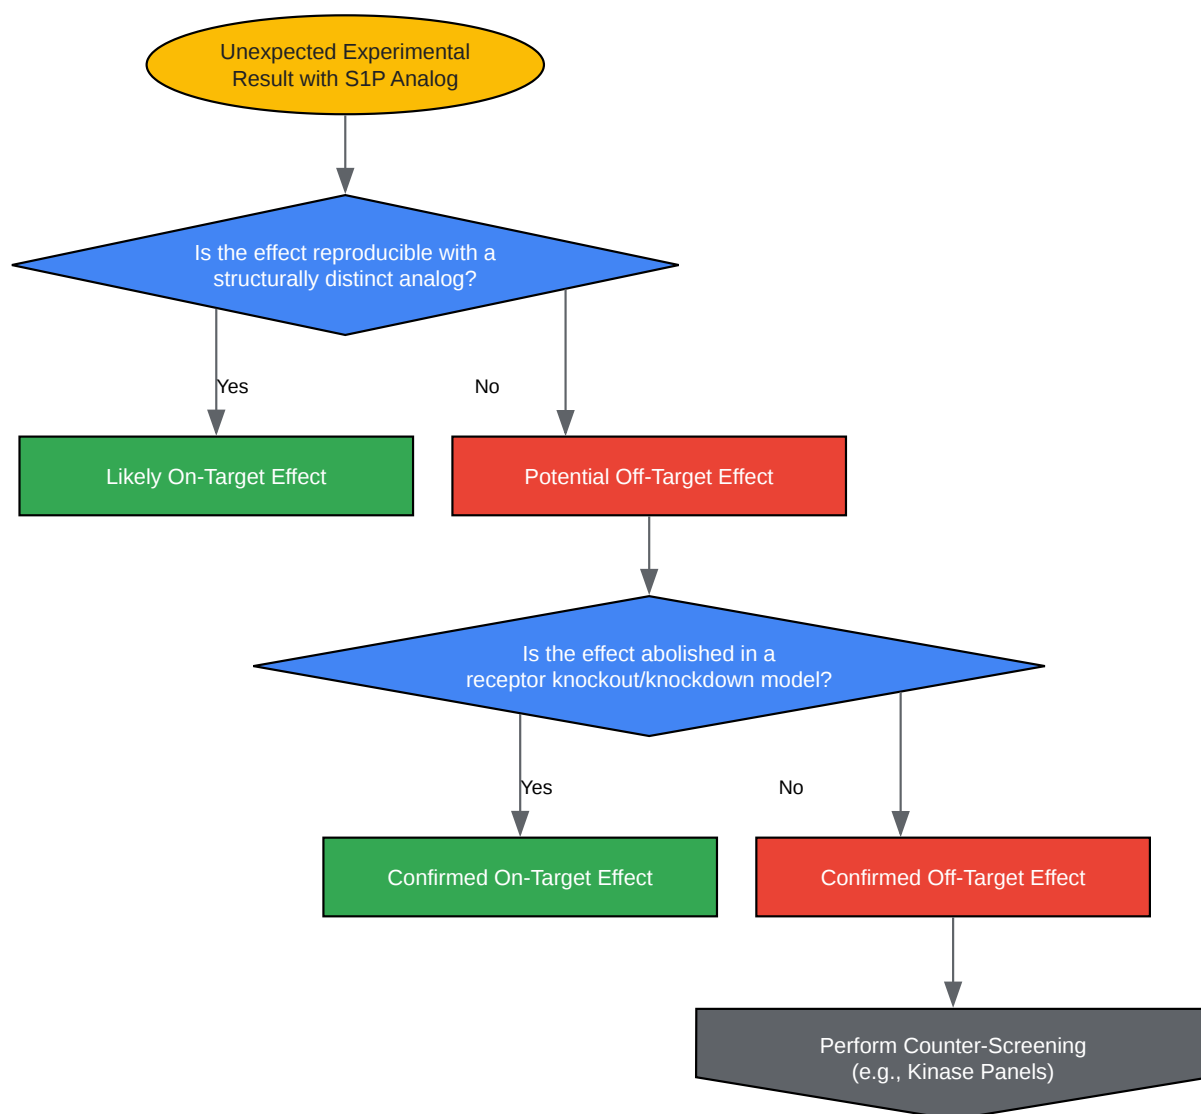 Unexpected Experimental
Result with S1P Analog
Is the effect reproducible with a
structurally distinct analog?
Yes
No
Likely On-Target Effect
Potential Off-Target Effect
Is the effect abolished in a
receptor knockout/knockdown model?
Yes
No
Confirmed On-Target Effect
Confirmed Off-Target Effect
Perform Counter-Screening
(e.g., Kinase Panels)